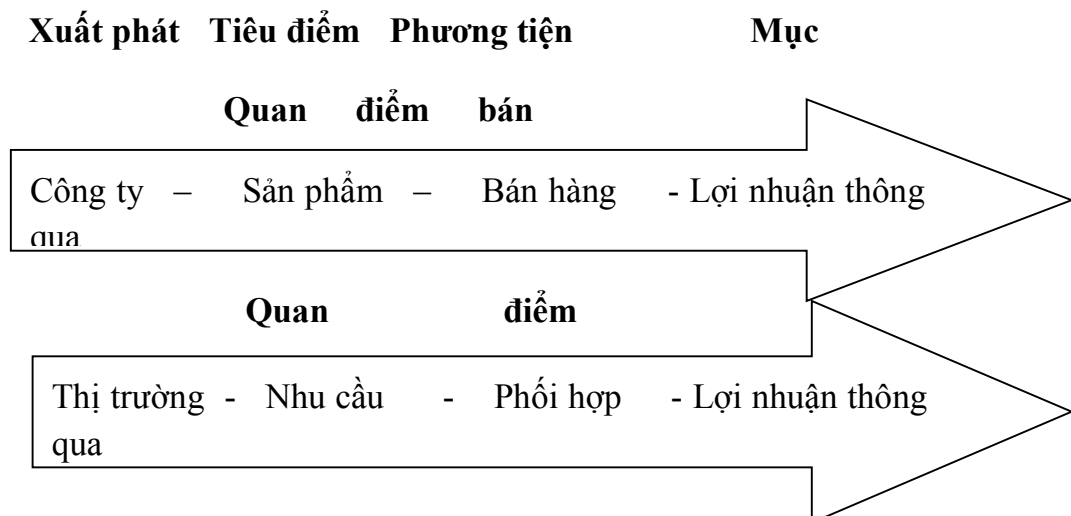 Xuất phát Tiêu điểm Phương tiện Mục
Quan điểm bán
Công ty – Sản phẩm – Bán hàng - Lợi nhuận thông
qua
Quan điểm
Thị trường - Nhu cầu - Phối hợp - Lợi nhuận thông
qua